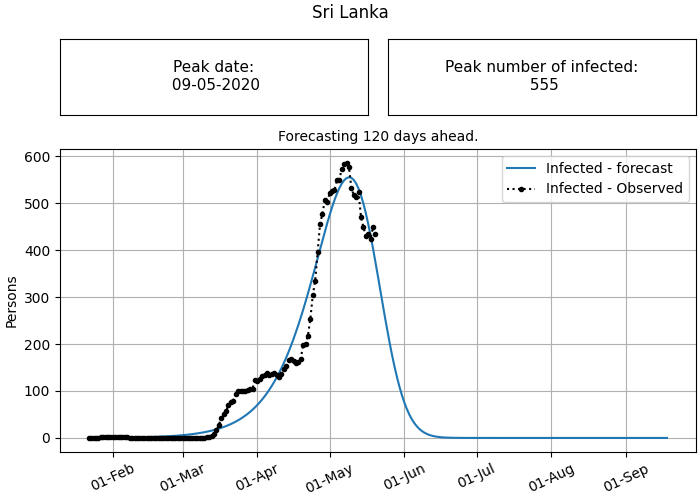 Sri Lanka
Peak date:
09-05-2020
Peak number of infected:
555
Forecasting 120 days ahead.
Infected - forecast
Infected - Observed
Persons
600
500
400
300
200
100
0
01-Feb
01-Mar
01-Apr
01-May
01-Jun
01-Jul
01-Aug
01-Sep